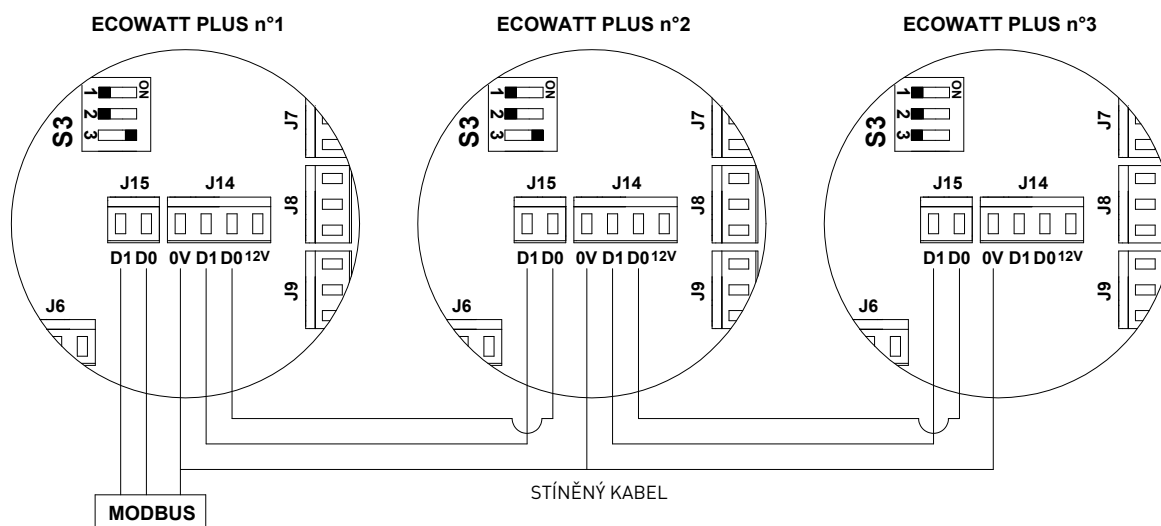 ECOWATT PLUS n°1
ECOWATT PLUS n°2
ECOWATT PLUS n°3
1 ON
2
3
S3
J7
J15 J14
J8
D1 D0 0V D1 D0 12V
J9
J6
1 ON
2
3
S3
J7
J15 J14
J8
D1 D0 0V D1 D0 12V
J9
J6
1 ON
2
3
S3
J7
J15 J14
J8
D1 D0 0V D1 D0 12V
J9
J6
STÍNĚNÝ KABEL
MODBUS